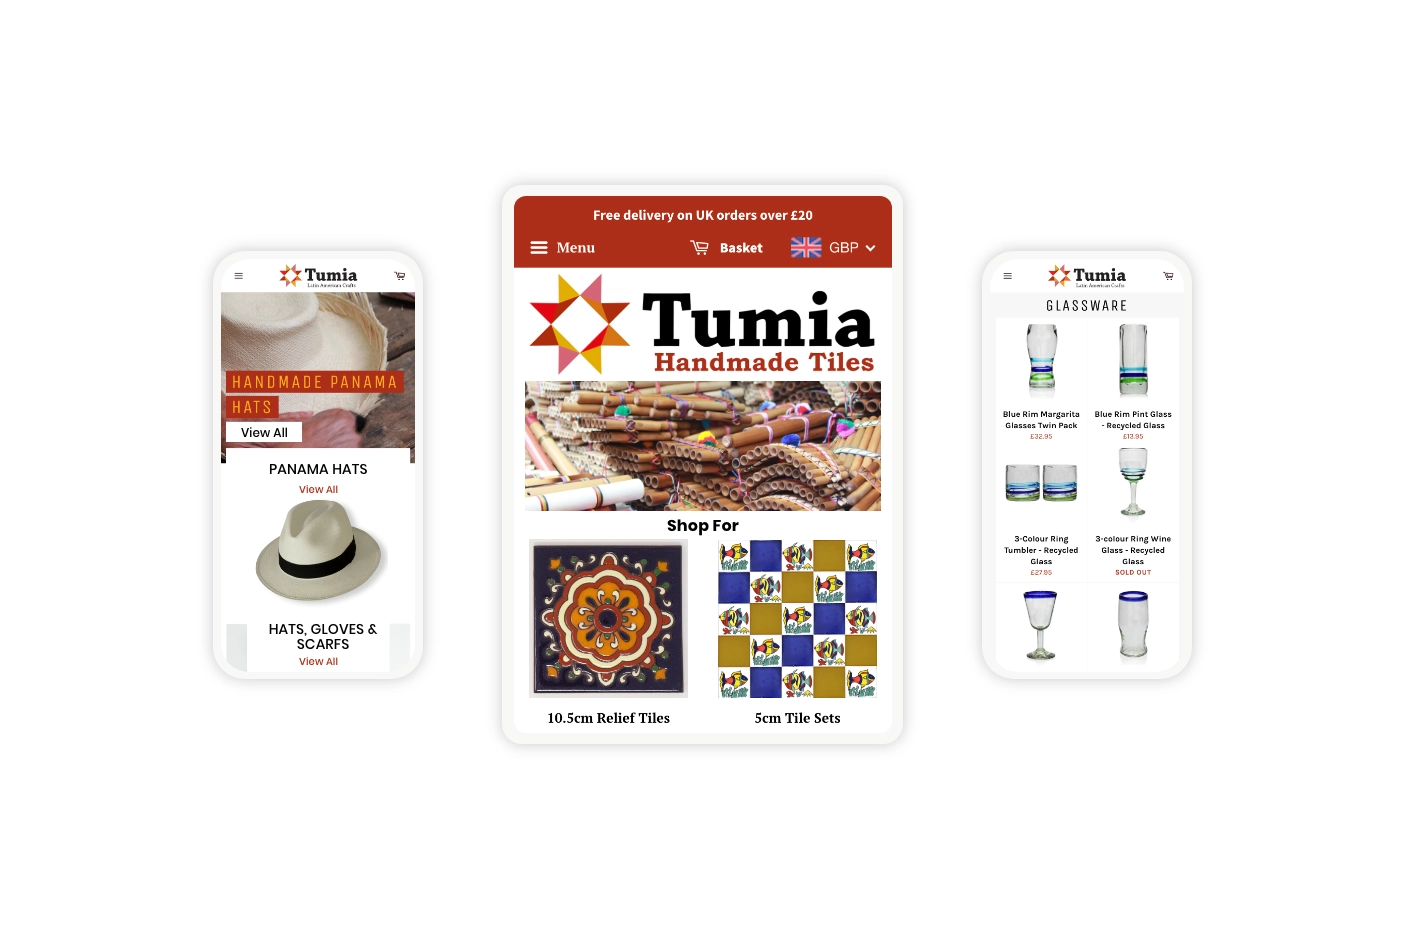 Tumia
Latin American Crafts
HANDMADE PANAMA
HATS
View All
PANAMA HATS
View All
HATS, GLOVES &
SCARFS
View All
Free delivery on UK orders over £20
Menu
Basket
GBP
Tumia
Handmade Tiles
Shop For
10.5cm Relief Tiles
5cm Tile Sets
Tumia
Latin American Crafts
GLASSWARE
Blue Rim Margarita
Glasses Twin Pack
£32.95
Blue Rim Pint Glass
- Recycled Glass
£13.95
3-Colour Ring
Tumbler - Recycled
Glass
£27.95
3-colour Ring Wine
Glass - Recycled
Glass
SOLD OUT